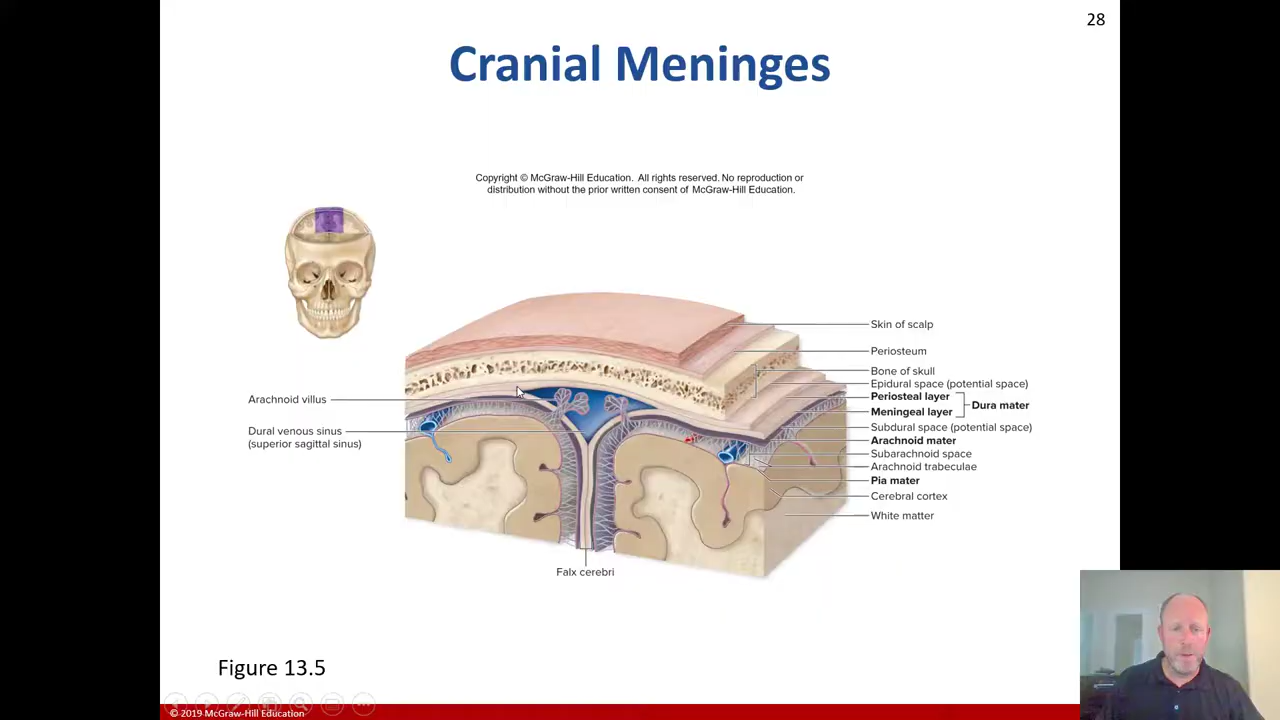 28
Cranial Meninges
Copyright © McGraw-Hill Education. All rights reserved. No reproduction or
distribution without the prior written consent of McGraw-Hill Education.
Skin of scalp
Periosteum
Bone of skull
Epidural space (potential space)
Periosteal layer
Meningeal layer
Dura mater
Subdural space (potential space)
Arachnoid mater
Subarachnoid space
Arachnoid trabeculae
Pia mater
Cerebral cortex
White matter
Arachnoid villus
Dural venous sinus
(superior sagittal sinus)
Falx cerebri
Figure 13.5
© 2019 McGraw-Hill Education